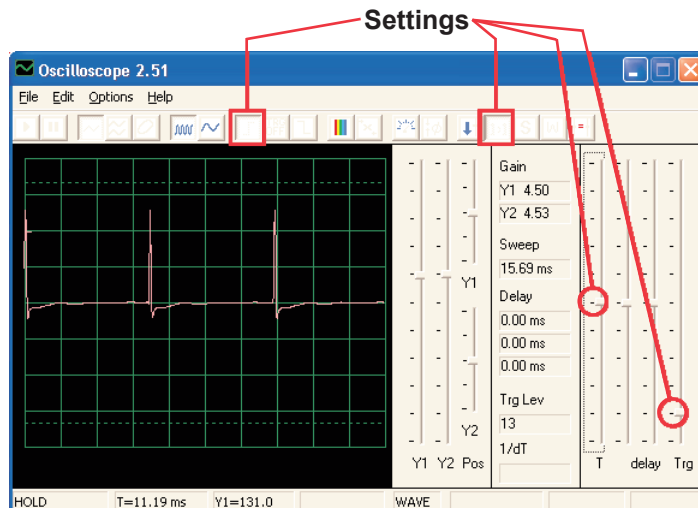 Settings
Oscilloscope 2.51
File Edit Options Help
Gain
Y1 4.50
Y2 4.53
Sweep
15.69 ms
Delay
0.00 ms
0.00 ms
0.00 ms
Trg Lev
13
1/dT
Y1
Y2
Y1 Y2 Pos
T delay Trg
HOLD T=11.19 ms Y1=131.0 WAVE